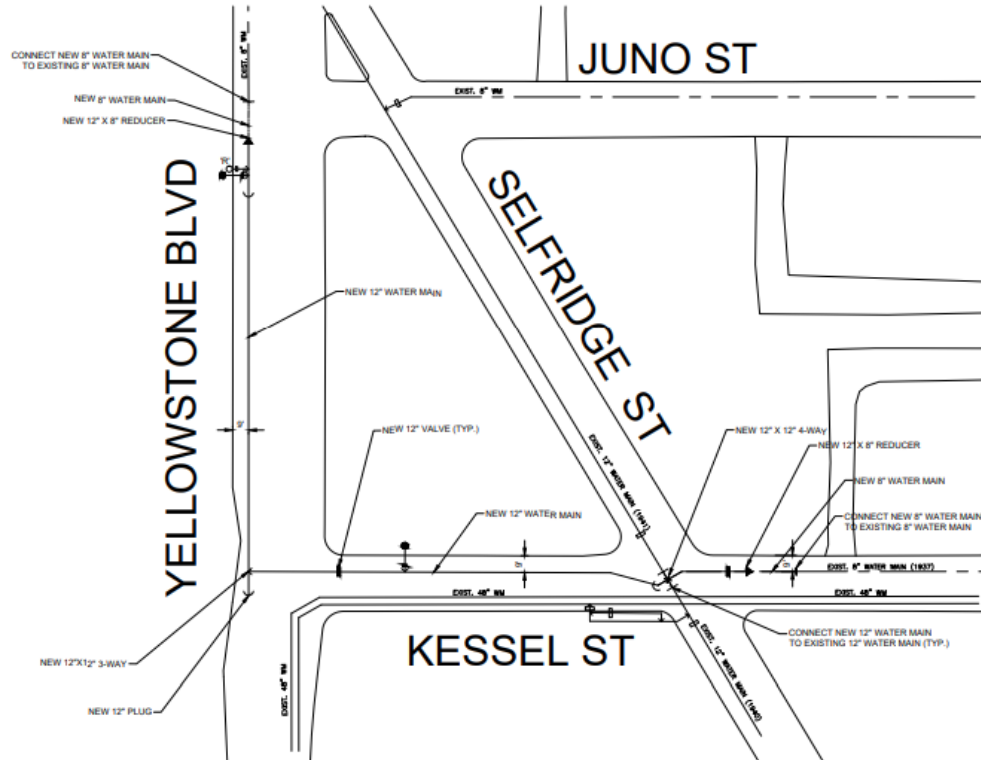 JUNO ST
CONNECT NEW 8" WATER MAIN
TO EXISTING 8" WATER MAIN
EXIST. 8" WM
EXIST. 8" WM
NEW 8" WATER MAIN
NEW 12" X 8" REDUCER
"R"
YELLOWSTONE BLVD
SELFRIDGE ST
NEW 12" WATER MAIN
9'
NEW 12" VALVE (TYP.)
NEW 12" X 12" 4-WAY
NEW 12" X 8" REDUCER
EXIST. 12" WATER MAIN (1941)
NEW 8" WATER MAIN
NEW 12" WATER MAIN
CONNECT NEW 8" WATER MAIN
TO EXISTING 8" WATER MAIN
9'
9'
EXIST. 8" WATER MAIN (1937)
EXIST. 48" WM
EXIST. 48" WM
CONNECT NEW 12" WATER MAIN
TO EXISTING 12" WATER MAIN (TYP.)
KESSEL ST
NEW 12"X12" 3-WAY
EXIST. 48" WM
EXIST. 12" WATER MAIN (1940)
NEW 12" PLUG